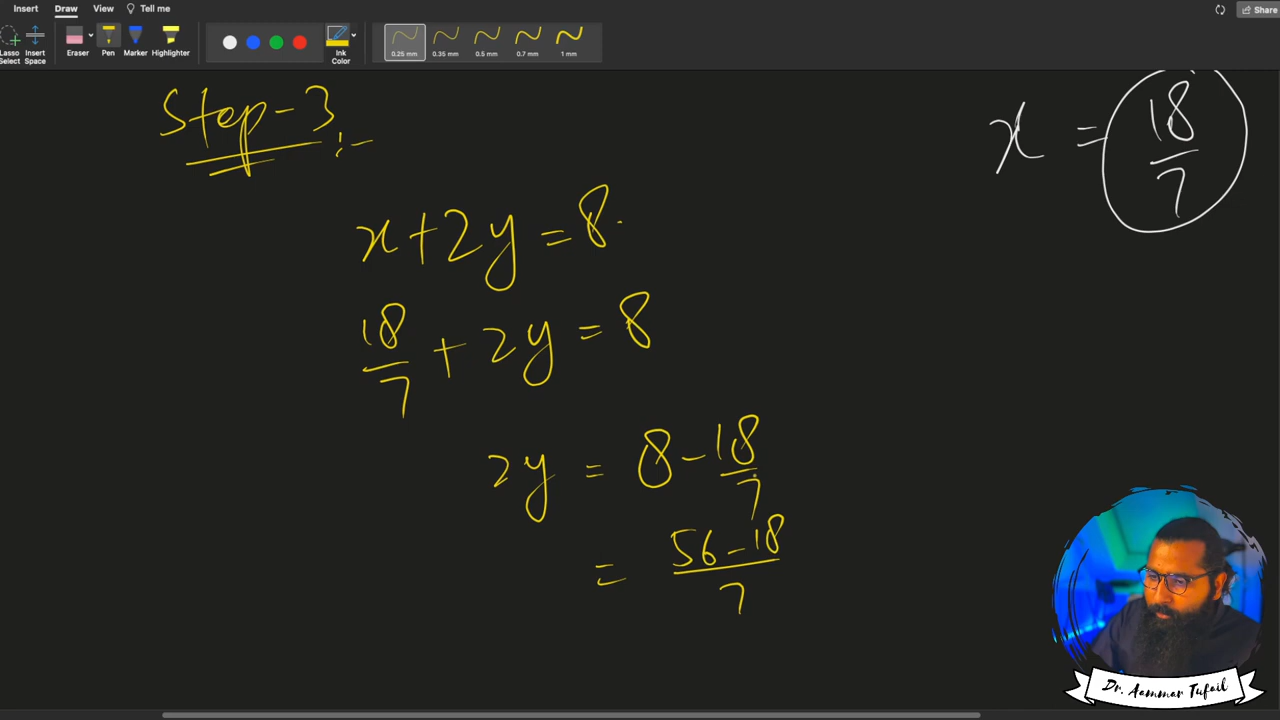 Insert Draw View Tell me Share
Lasso Select Insert Space Eraser Pen Marker Highlighter Ink Color 0.25 mm 0.35 mm 0.5 mm 0.7 mm 1 mm
Step-3 :-
x = 18/7
x+2y=8
18/7 + 2y = 8
2y = 8-18/7
= 56-18/7
Dr. Aammar Tufail